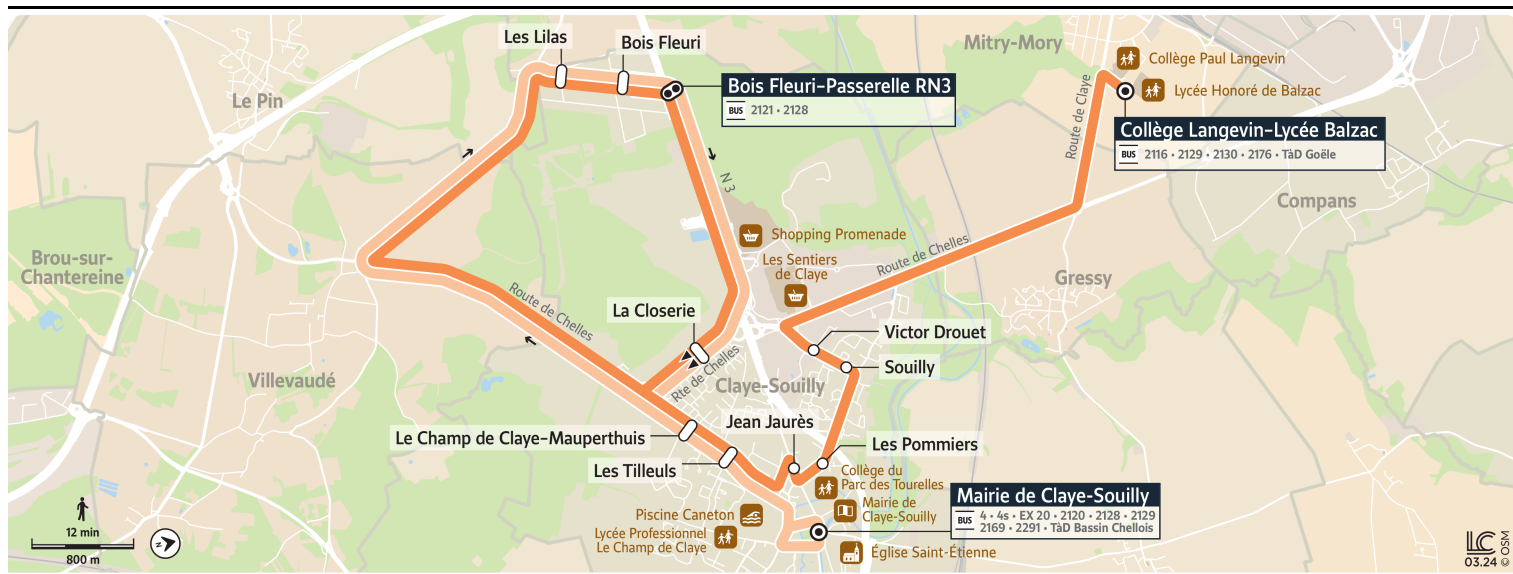 Les Lilas
Bois Fleuri
Mitry-Mory
Collège Paul Langevin
Lycée Honoré de Balzac
Le Pin
Bois Fleuri–Passerelle RN3
BUS 2121 • 2128
Route de Claye
Collège Langevin–Lycée Balzac
BUS 2116 • 2129 • 2130 • 2176 • TàD Goële
N 3
Compans
Shopping Promenade
Brou-sur-
Chantereine
Les Sentiers
de Claye
Route de Chelles
Gressy
Route de Chelles
La Closerie
Victor Drouet
Rte de Chelles
Souilly
Villevaudé
Claye-Souilly
Jean Jaurès
Le Champ de Claye–Mauperthuis
Les Pommiers
Les Tilleuls
Collège du
Parc des Tourelles
Mairie de
Claye-Souilly
Mairie de Claye-Souilly
BUS 4 • 4s • EX 20 • 2120 • 2128 • 2129
2169 • 2291 • TàD Bassin Chellois
Piscine Caneton
Lycée Professionnel
Le Champ de Claye
Église Saint-Étienne
12 min
800 m
N
LC
03.24 © OSM